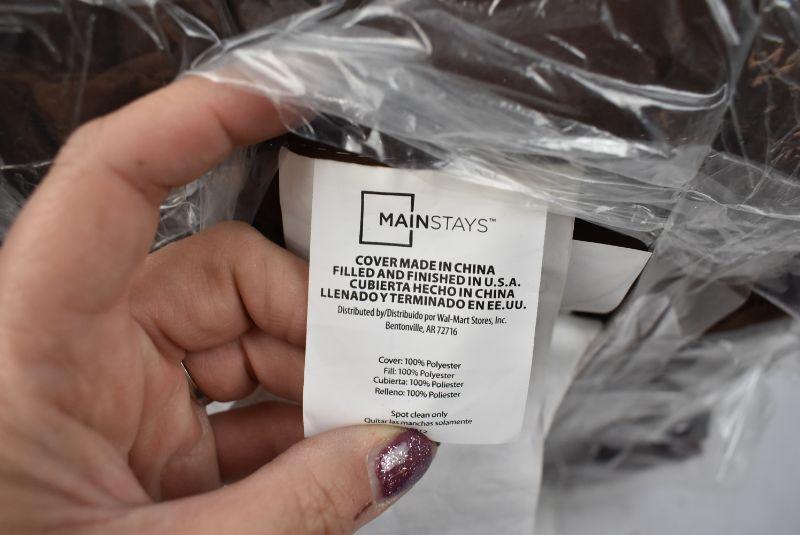 MAINSTAYS™
COVER MADE IN CHINA
FILLED AND FINISHED IN U.S.A.
CUBIERTA HECHO IN CHINA
LLENADO Y TERMINADO EN EE.UU.
Distributed by/Distribuido por Wal-Mart Stores, Inc.
Bentonville, AR 72716
Cover: 100% Polyester
Fill: 100% Polyester
Cubierta: 100% Poliester
Relleno: 100% Poliester
Spot clean only
Quitar las manchas solamente